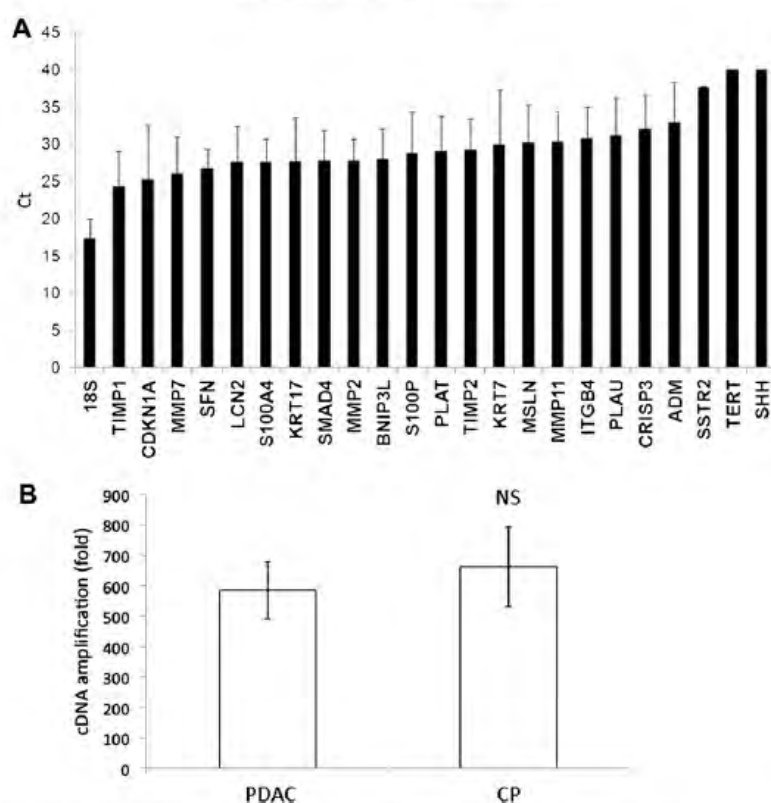 A
45
40
35
30
25
20
15
10
5
0
Ct
18S
TIMP1
CDKN1A
MMP7
SFN
LCN2
S100A4
KRT17
SMAD4
MMP2
BNIP3L
S100P
PLAT
TIMP2
KRT7
MSLN
MMP11
ITGB4
PLAU
CRISP3
ADM
SSTR2
TERT
SHH
B
900
800
700
600
500
400
300
200
100
0
cDNA amplification (fold)
NS
PDAC
CP